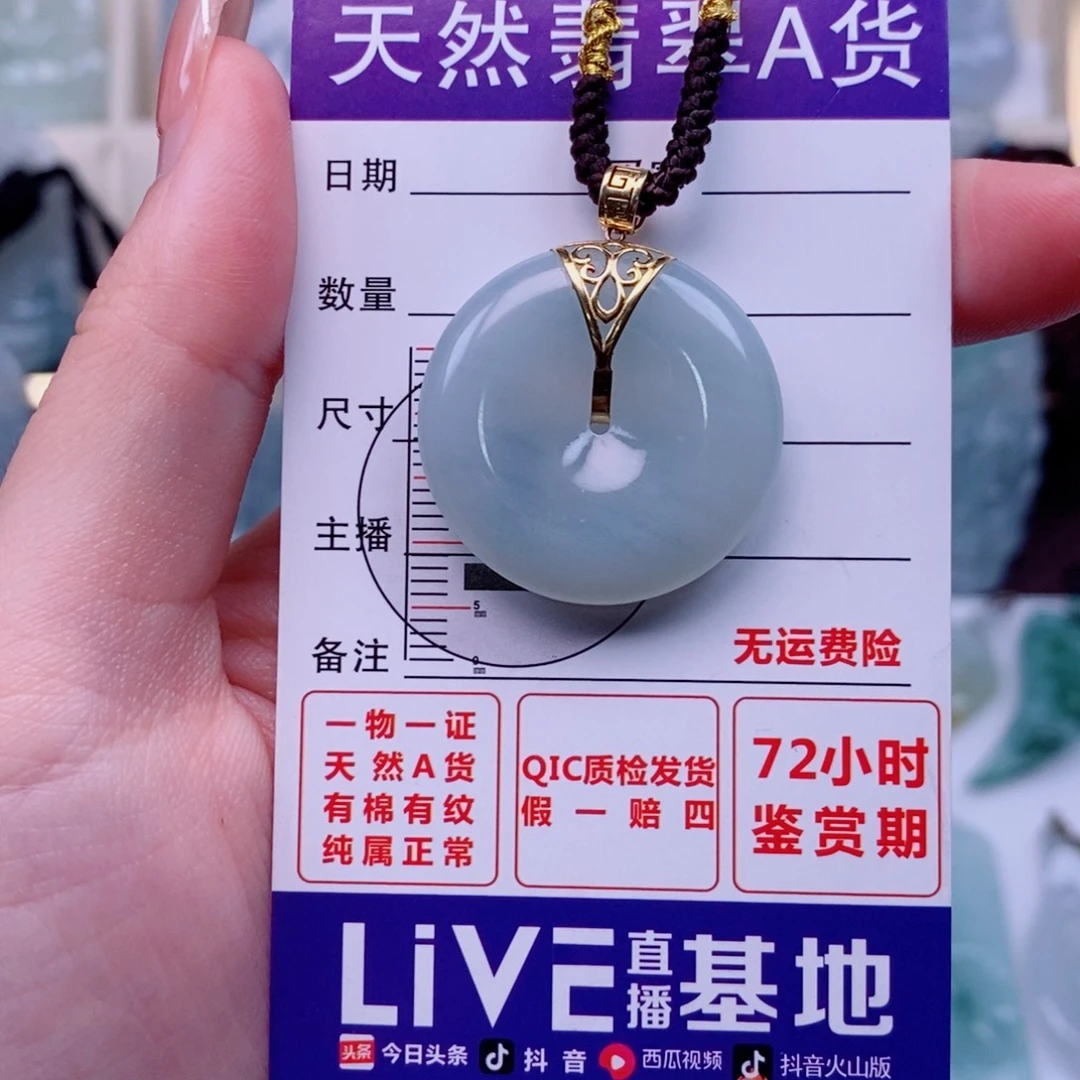 天然翡翠A货
日期
数量
尺寸
主播
5
mm
0
mm
备注
无运费险
一物一证
天然A货
有棉有纹
纯属正常
QIC质检发货
假一赔四
72小时
鉴赏期
LiVE直播基地
头条 今日头条 抖音 西瓜视频 抖音火山版